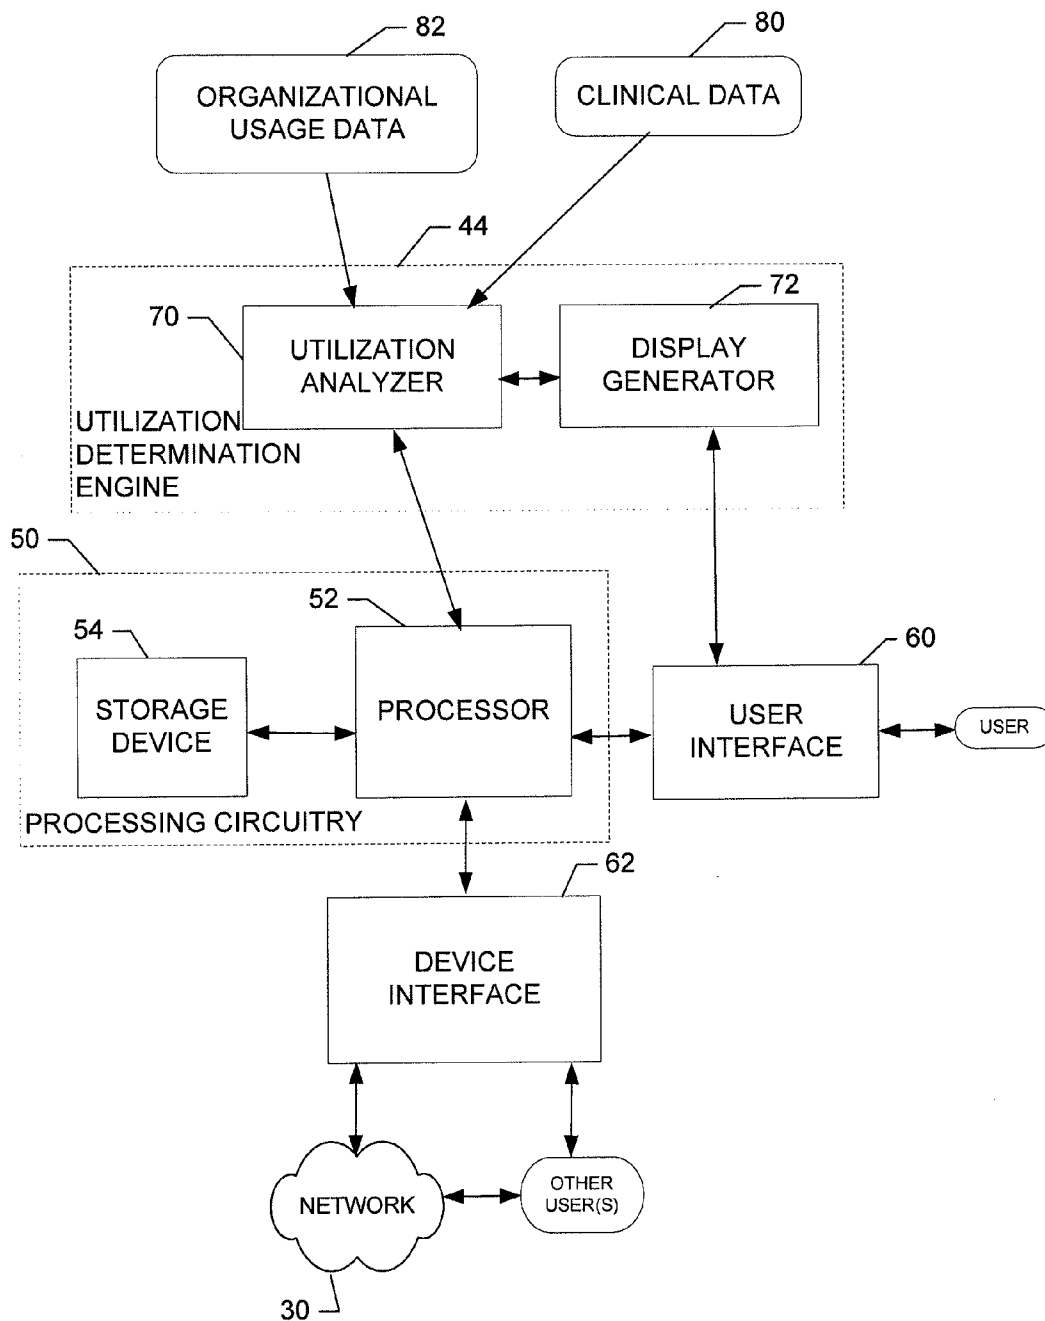 82
80
ORGANIZATIONAL
USAGE DATA
CLINICAL DATA
44
70
72
UTILIZATION
ANALYZER
DISPLAY
GENERATOR
UTILIZATION
DETERMINATION
ENGINE
50
52
54
60
STORAGE
DEVICE
PROCESSOR
USER
INTERFACE
USER
PROCESSING CIRCUITRY
62
DEVICE
INTERFACE
NETWORK
OTHER
USER(S)
30